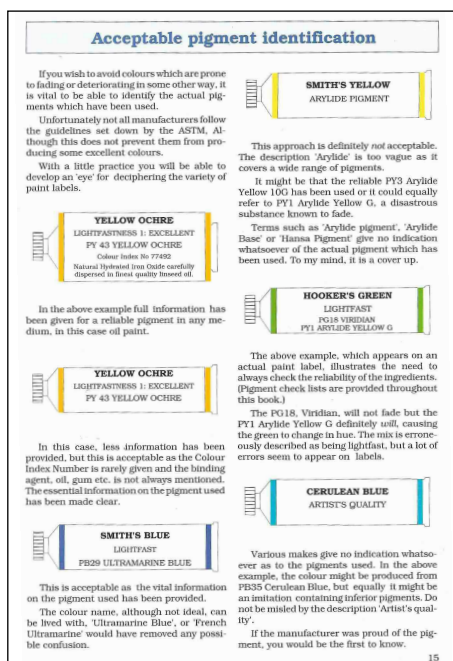 Acceptable pigment identification
If you wish to avoid colours which are prone
to fading or deteriorating in some other way, it
is vital to be able to identify the actual pig-
ments which have been used.
Unfortunately not all manufacturers follow
the guidelines set down by the ASTM, Al-
though this does not prevent them from pro-
ducing some excellent colours.
With a little practice you will be able to
develop an 'eye' for deciphering the variety of
paint labels.
YELLOW OCHRE
LIGHTFASTNESS 1: EXCELLENT
PY 43 YELLOW OCHRE
Colour Index No 77492
Natural Hydrated Iron Oxide carefully
dispersed in finest quality linseed oil.
In the above example full information has
been given for a reliable pigment in any me-
dium, in this case oil paint.
YELLOW OCHRE
LIGHTFASTNESS 1: EXCELLENT
PY 43 YELLOW OCHRE
In this case, less information has been
provided, but this is acceptable as the Colour
Index Number is rarely given and the binding
agent, oil, gum etc. is not always mentioned.
The essential information on the pigment used
has been made clear.
SMITH'S BLUE
LIGHTFAST
PB29 ULTRAMARINE BLUE
This is acceptable as the vital information
on the pigment used has been provided.
The colour name, although not ideal, can
be lived with, 'Ultramarine Blue', or 'French
Ultramarine' would have removed any possi-
ble confusion.
SMITH'S YELLOW
ARYLIDE PIGMENT
This approach is definitely not acceptable.
The description 'Arylide' is too vague as it
covers a wide range of pigments.
It might be that the reliable PY3 Arylide
Yellow 10G has been used or it could equally
refer to PY1 Arylide Yellow G, a disastrous
substance known to fade.
Terms such as 'Arylide pigment', 'Arylide
Base' or 'Hansa Pigment' give no indication
whatsoever of the actual pigment which has
been used. To my mind, it is a cover up.
HOOKER'S GREEN
LIGHTFAST
PG18 VIRIDIAN
PY1 ARYLIDE YELLOW G
The above example, which appears on an
actual paint label, illustrates the need to
always check the reliability of the ingredients.
(Pigment check lists are provided throughout
this book.)
The PG18, Viridian, will not fade but the
PY1 Arylide Yellow G definitely will, causing
the green to change in hue. The mix is errone-
ously described as being lightfast, but a lot of
errors seem to appear on labels.
CERULEAN BLUE
ARTIST'S QUALITY
Various makes give no indication whatso-
ever as to the pigments used. In the above
example, the colour might be produced from
PB35 Cerulean Blue, but equally it might be
an imitation containing inferior pigments. Do
not be misled by the description 'Artist's qual-
ity'.
If the manufacturer was proud of the pig-
ment, you would be the first to know.
15